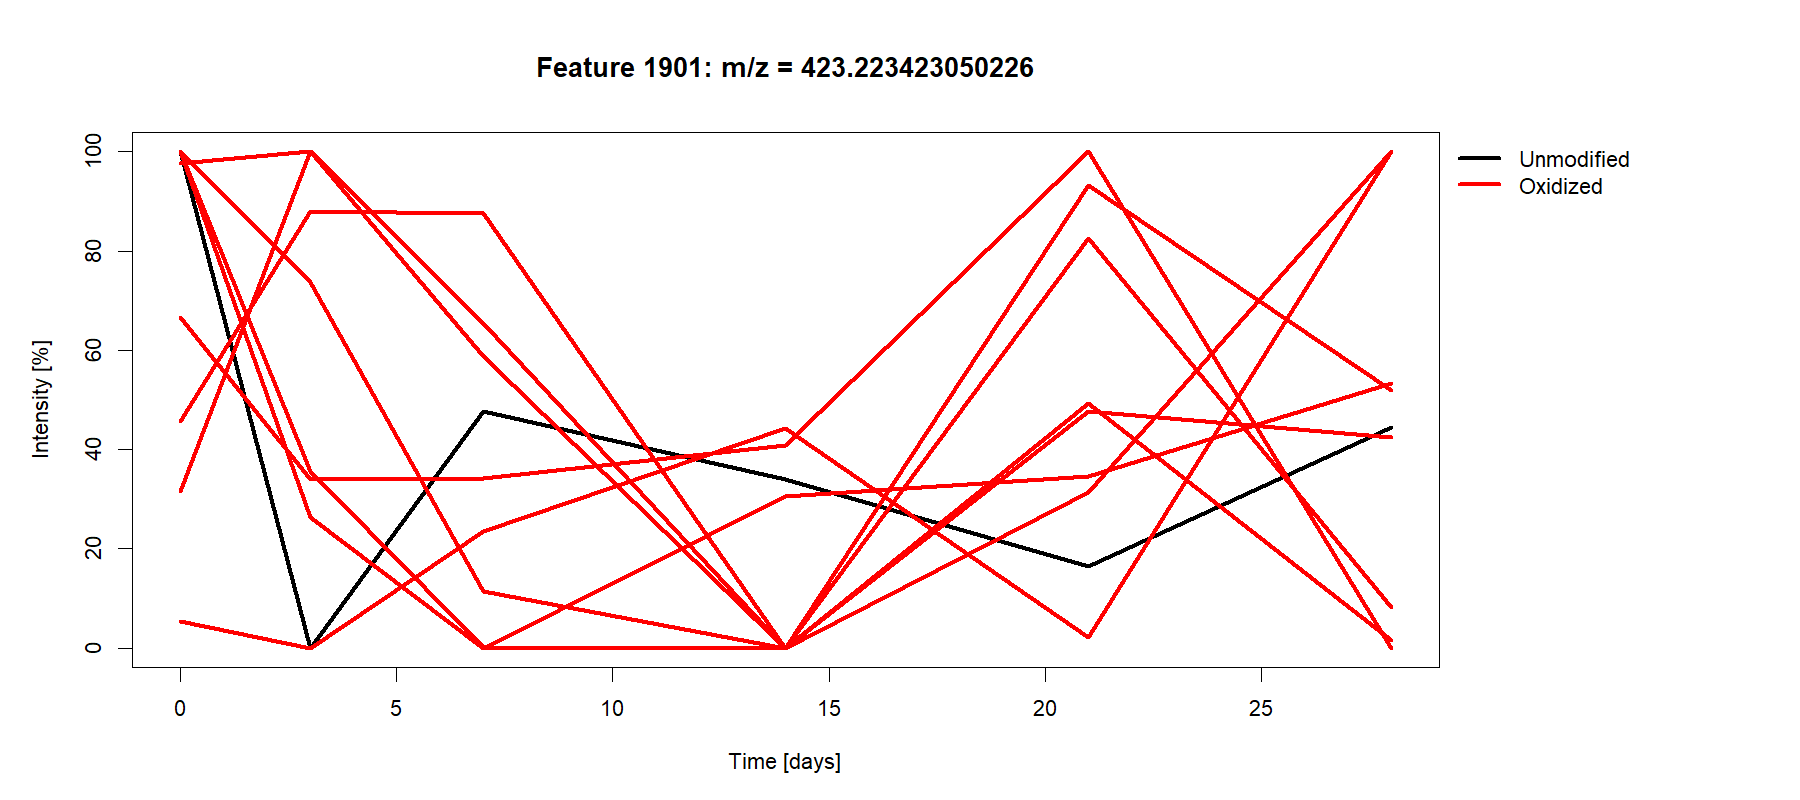 Feature 1901: m/z = 423.223423050226
Unmodified
Oxidized
100
80
60
40
20
0
Intensity [%]
0 5 10 15 20 25
Time [days]